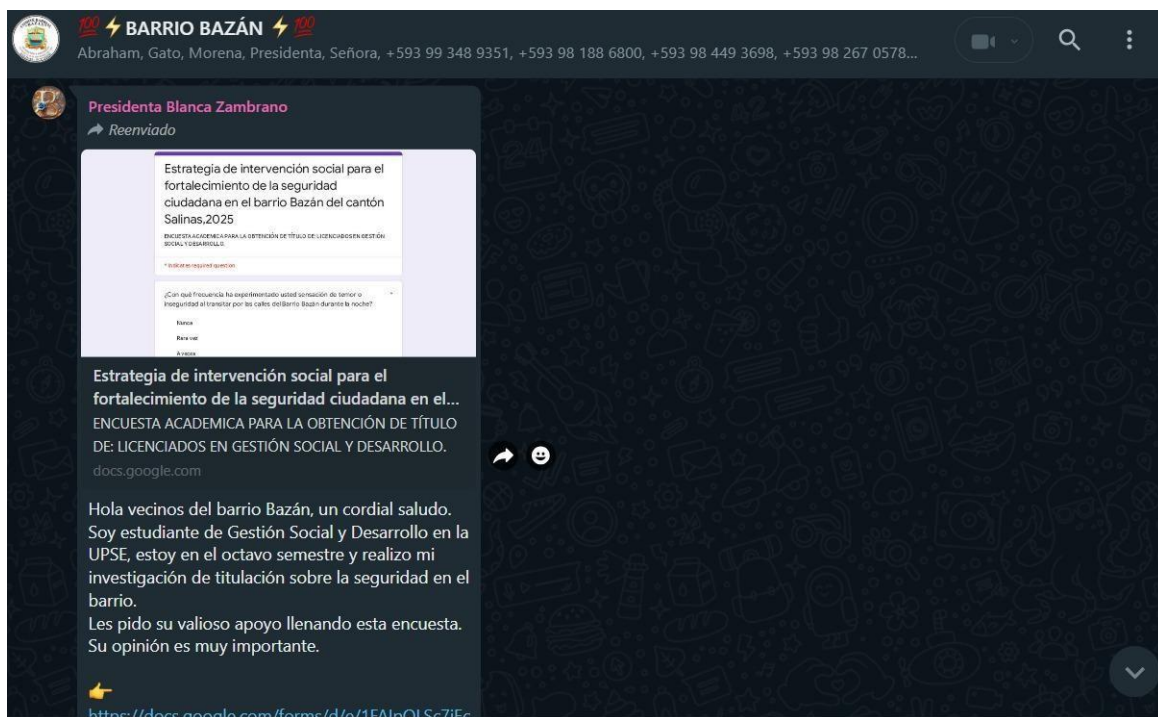 💯⚡BARRIO BAZÁN ⚡💯
Abraham, Gato, Morena, Presidenta, Señora, +593 99 348 9351, +593 98 188 6800, +593 98 449 3698, +593 98 267 0578...
Presidenta Blanca Zambrano
Reenviado
Estrategia de intervención social para el
fortalecimiento de la seguridad
ciudadana en el barrio Bazán del cantón
Salinas,2025
ENCUESTA ACADEMICA PARA LA OBTENCIÓN DE TÍTULO DE: LICENCIADOS EN GESTIÓN
SOCIAL Y DESARROLLO.
* Indicates required question
¿Con qué frecuencia ha experimentado usted sensación de temor o
inseguridad al transitar por las calles del Barrio Bazán durante la noche?
*
Nunca
Rara vez
A veces
Estrategia de intervención social para el
fortalecimiento de la seguridad ciudadana en el...
ENCUESTA ACADEMICA PARA LA OBTENCIÓN DE TÍTULO
DE: LICENCIADOS EN GESTIÓN SOCIAL Y DESARROLLO.
docs.google.com
Hola vecinos del barrio Bazán, un cordial saludo.
Soy estudiante de Gestión Social y Desarrollo en la
UPSE, estoy en el octavo semestre y realizo mi
investigación de titulación sobre la seguridad en el
barrio.
Les pido su valioso apoyo llenando esta encuesta.
Su opinión es muy importante.
👉